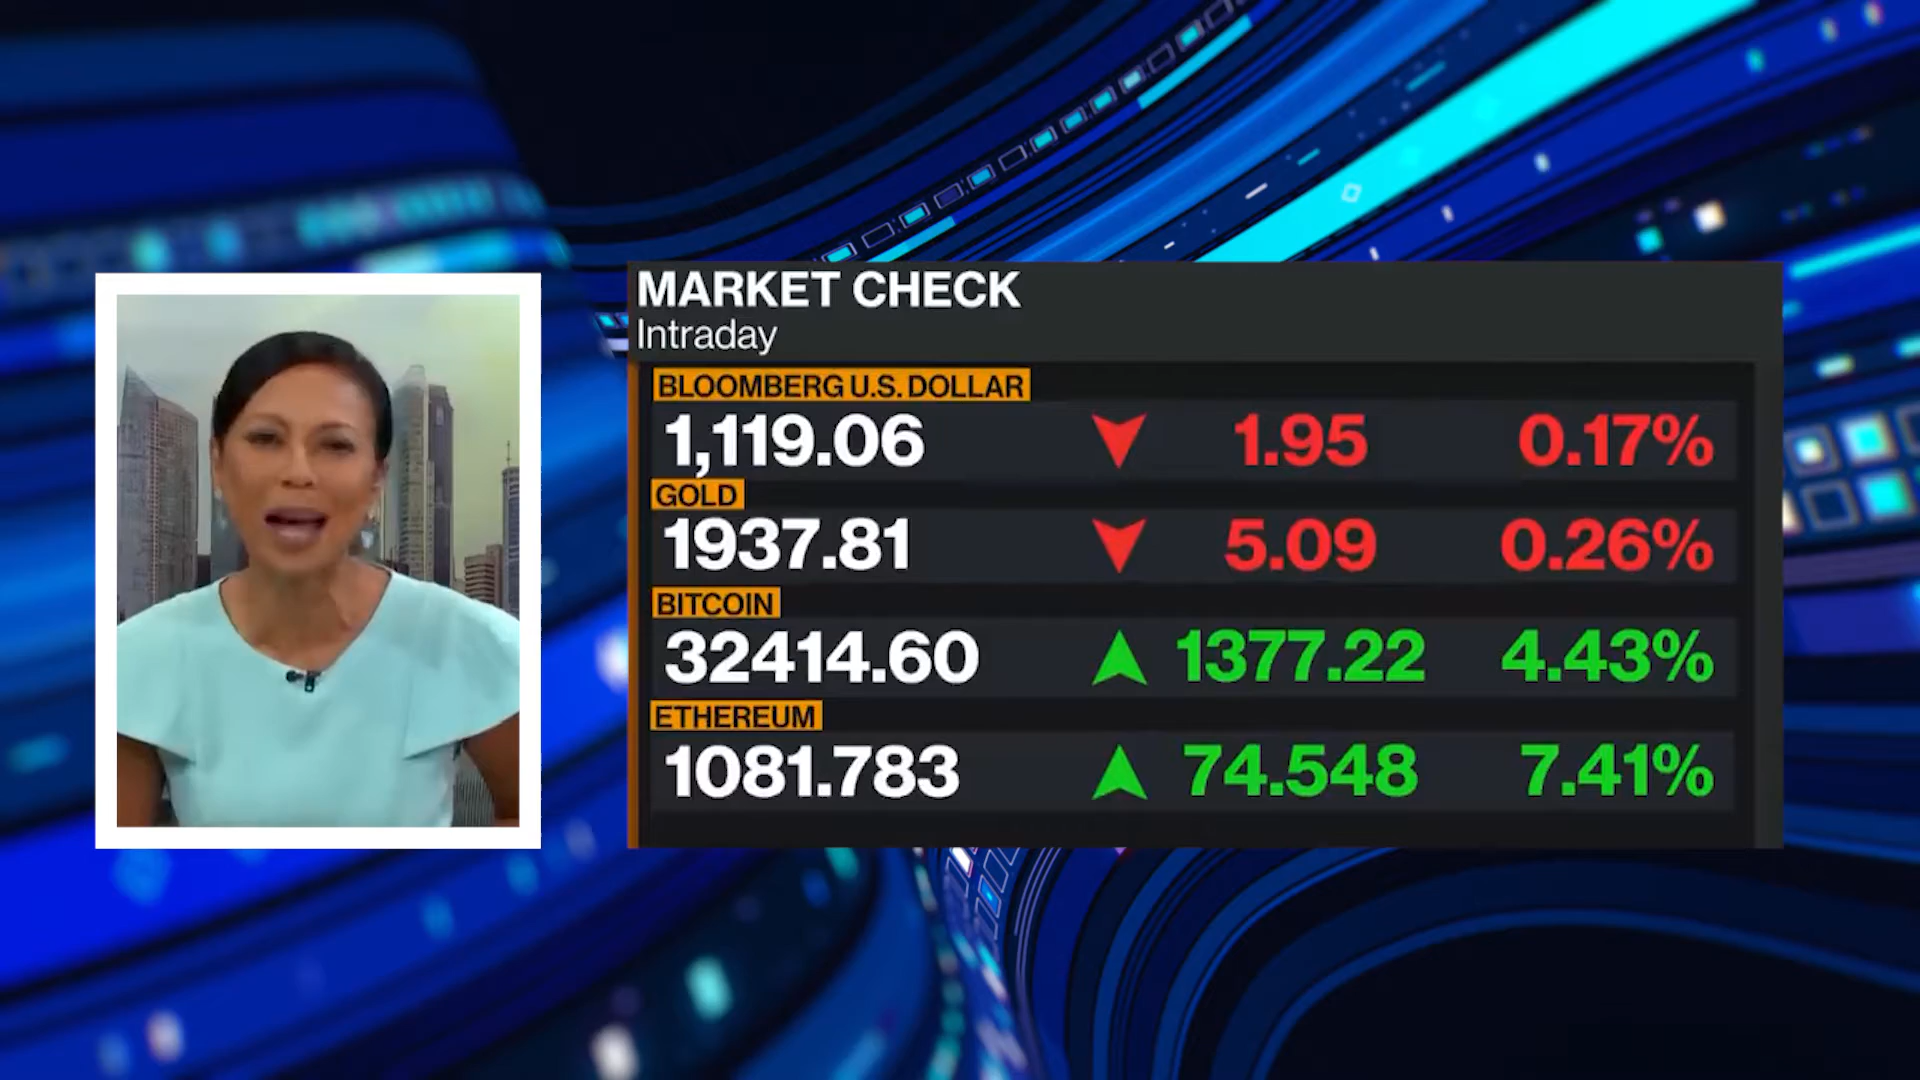 MARKET CHECK
Intraday
BLOOMBERG U.S. DOLLAR
1,119.06 1.95 0.17%
GOLD
1937.81 5.09 0.26%
BITCOIN
32414.60 1377.22 4.43%
ETHEREUM
1081.783 74.548 7.41%